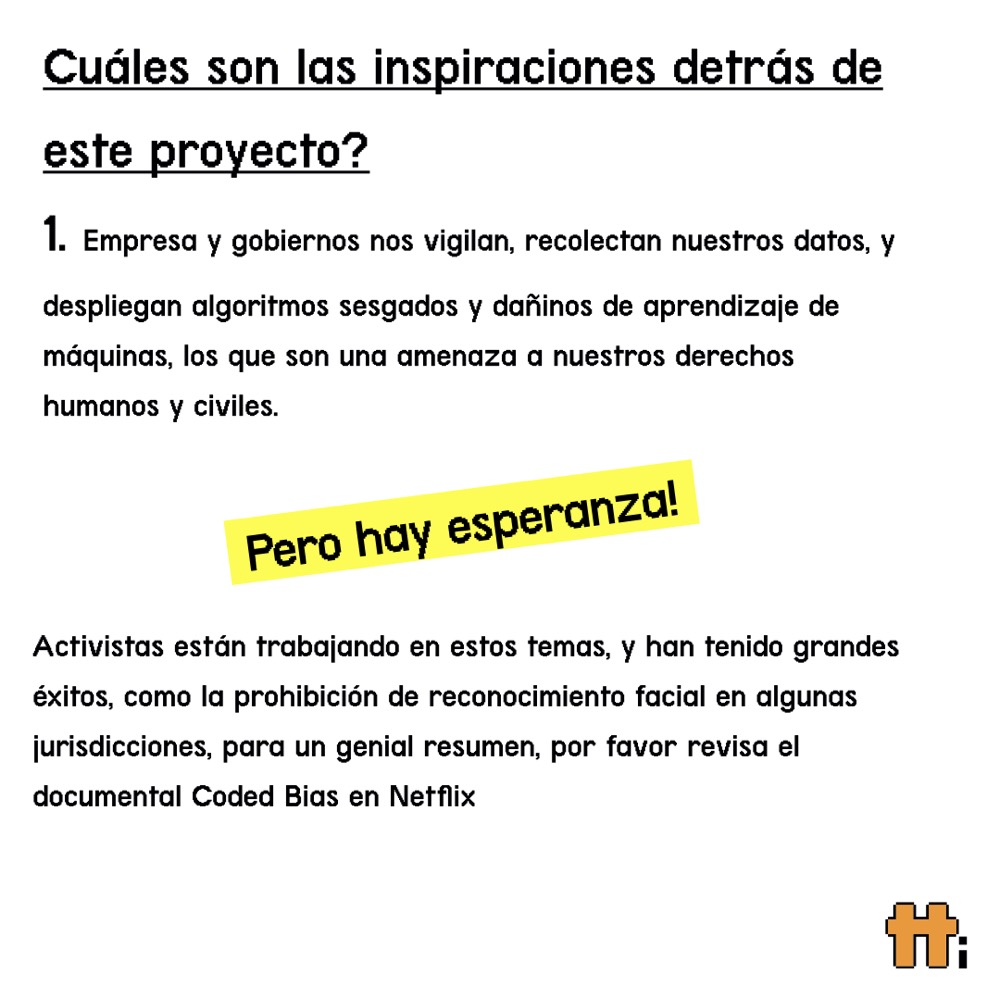 Cuáles son las inspiraciones detrás de
este proyecto?
1. Empresa y gobiernos nos vigilan, recolectan nuestros datos, y
despliegan algoritmos sesgados y dañinos de aprendizaje de
máquinas, los que son una amenaza a nuestros derechos
humanos y civiles.
Pero hay esperanza!
Activistas están trabajando en estos temas, y han tenido grandes
éxitos, como la prohibición de reconocimiento facial en algunas
jurisdicciones, para un genial resumen, por favor revisa el
documental Coded Bias en Netflix